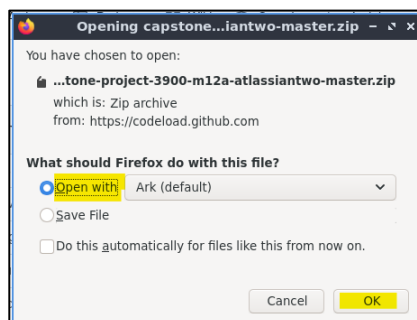 Opening capstone...iantwo-master.zip
You have chosen to open:
...tone-project-3900-m12a-atlassiantwo-master.zip
which is: Zip archive
from: https://codeload.github.com
What should Firefox do with this file?
Open with Ark (default)
Save File
Do this automatically for files like this from now on.
Cancel OK